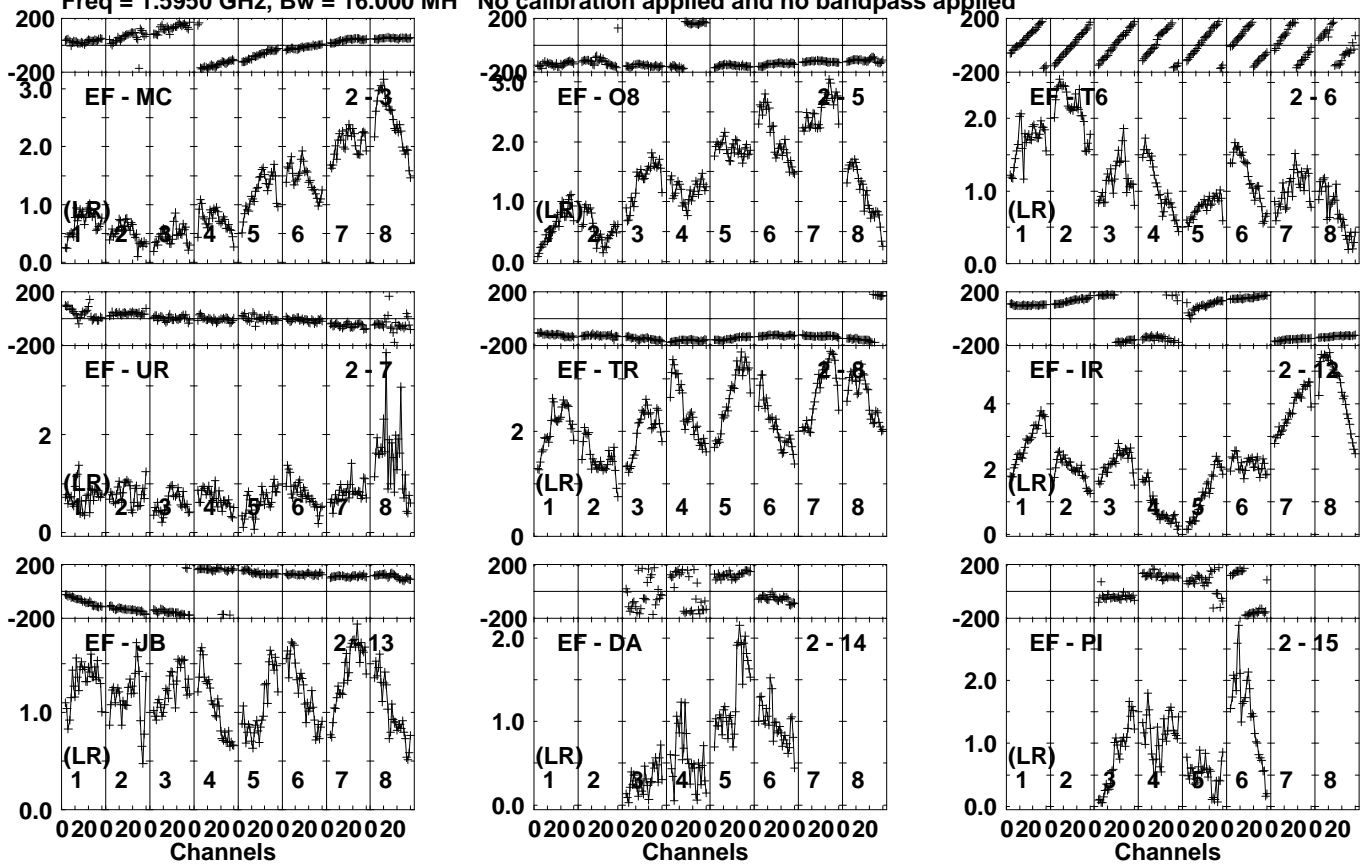 Freq = 1.5950 GHz, Bw = 16.000 MH No calibration applied and no bandpass applied
200
-200
3.0
2.0
1.0
0.0
EF - MC 2 - 3
(LR)
1 2 3 4 5 6 7 8
200
-200
3.0
2.0
1.0
0.0
EF - O8 2 - 5
(LR)
1 2 3 4 5 6 7 8
200
-200
2.0
1.0
0.0
EF - T6 2 - 6
(LR)
1 2 3 4 5 6 7 8
200
-200
2
0
EF - UR 2 - 7
(LR)
1 2 3 4 5 6 7 8
200
-200
2
0
EF - TR 2 - 8
(LR)
1 2 3 4 5 6 7 8
200
-200
4
2
0
EF - IR 2 - 12
(LR)
1 2 3 4 5 6 7 8
200
-200
1.0
0.0
EF - JB 2 - 13
(LR)
1 2 3 4 5 6 7 8
0 20 0 20 0 20 0 20 0 20 0 20 0 20 0 20
Channels
200
-200
2.0
1.0
0.0
EF - DA 2 - 14
(LR)
1 2 3 4 5 6 7 8
0 20 0 20 0 20 0 20 0 20 0 20 0 20 0 20
Channels
200
-200
2.0
1.0
0.0
EF - PI 2 - 15
(LR)
1 2 3 4 5 6 7 8
0 20 0 20 0 20 0 20 0 20 0 20 0 20 0 20
Channels